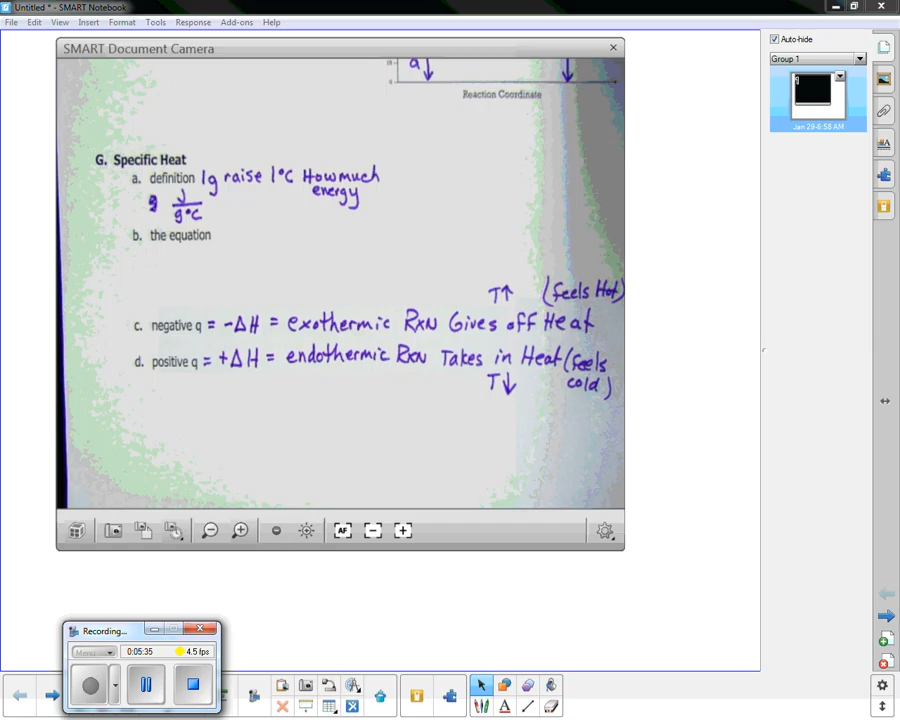 Untitled * - SMART Notebook
File Edit View Insert Format Tools Response Add-ons Help
SMART Document Camera
a
Reaction Coordinate
G. Specific Heat
a. definition 1g raise 1°C How much
energy
J
g°C
b. the equation
T↑ (feels Hot)
c. negative q = -ΔH = exothermic RXN Gives off Heat
d. positive q = +ΔH = endothermic Rxn Takes in Heat (feels
T↓ cold)
AF
Auto-hide
Group 1
Jan 29-6:58 AM
Recording...
Menu
0:05:35
4.5 fps
A